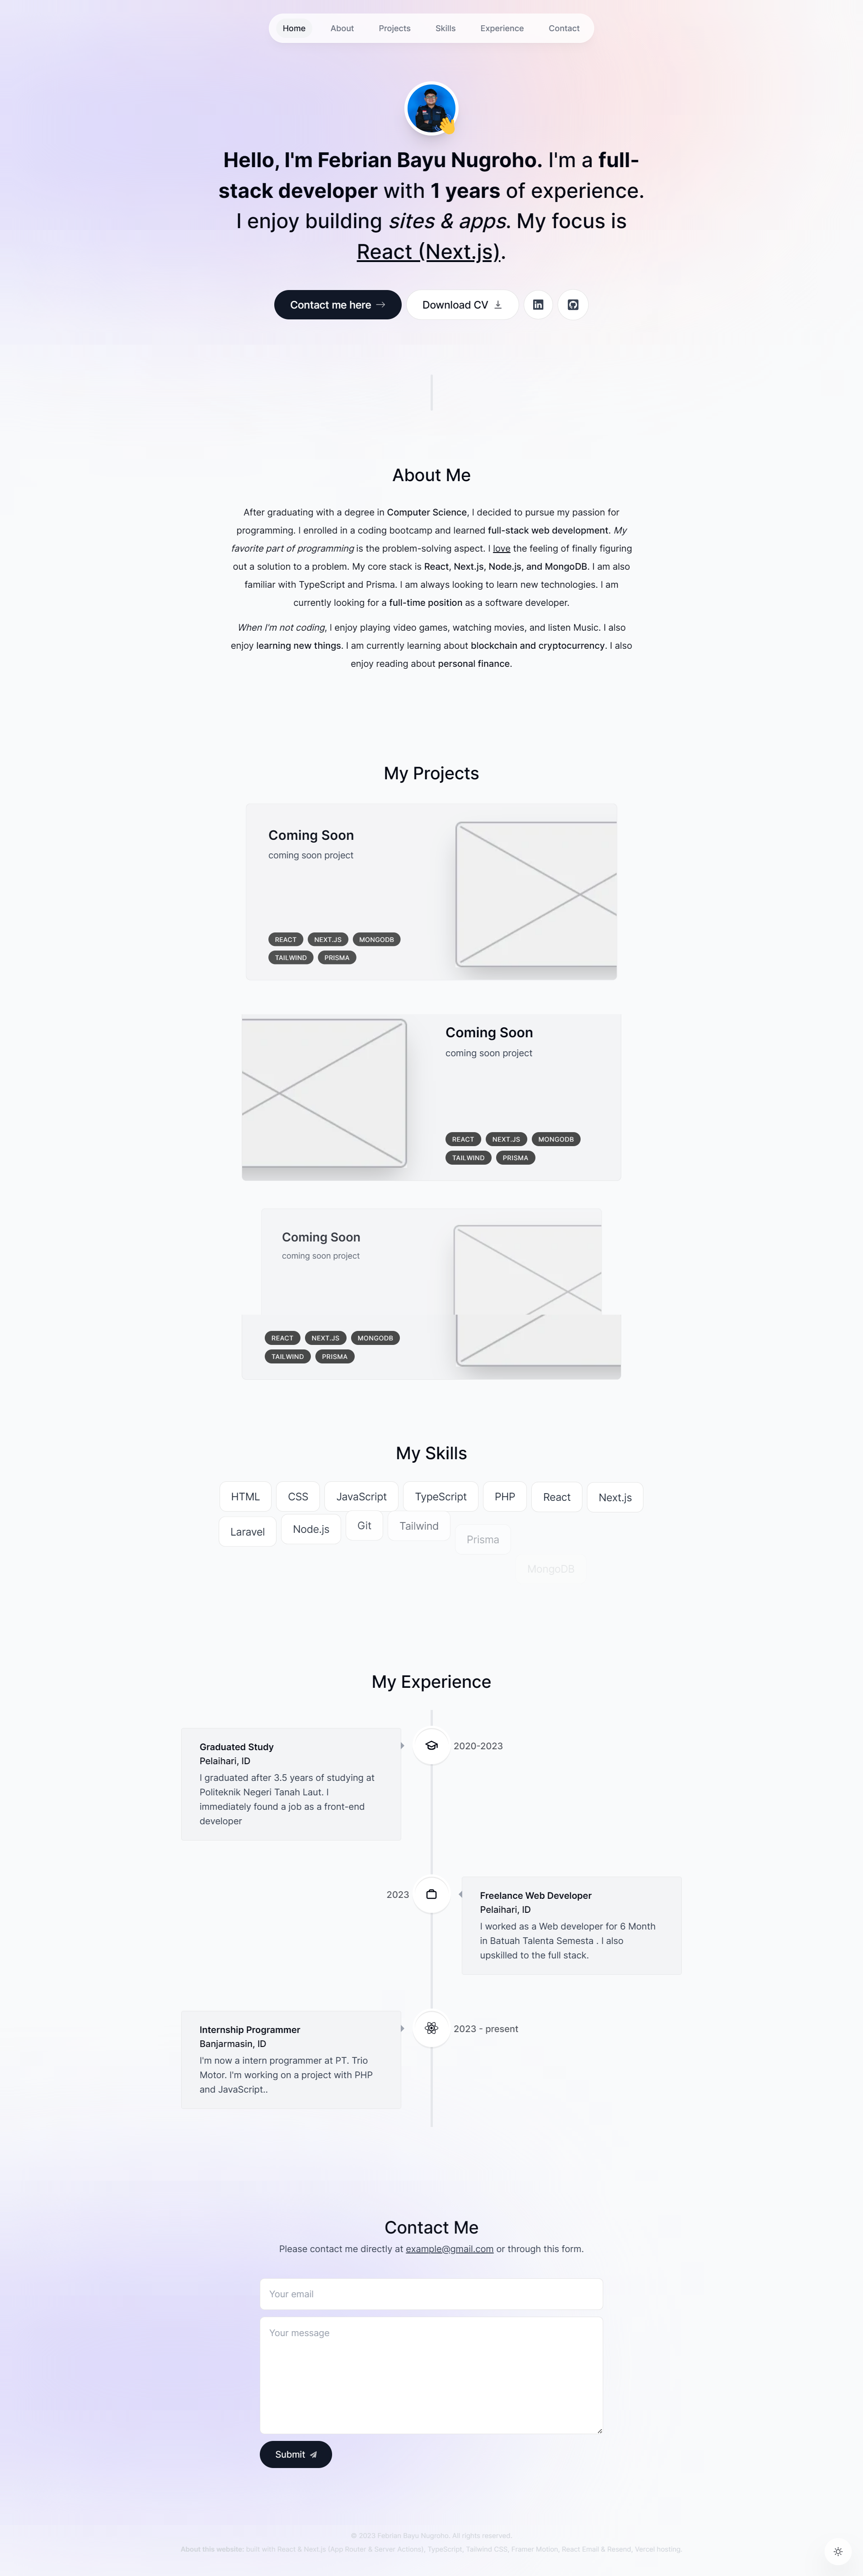 Home About Projects Skills Experience Contact
Hello, I'm Febrian Bayu Nugroho. I'm a full-
stack developer with 1 years of experience.
I enjoy building sites & apps. My focus is
React (Next.js).
Contact me here Download CV
About Me
After graduating with a degree in Computer Science, I decided to pursue my passion for
programming. I enrolled in a coding bootcamp and learned full-stack web development. My
favorite part of programming is the problem-solving aspect. I love the feeling of finally figuring
out a solution to a problem. My core stack is React, Next.js, Node.js, and MongoDB. I am also
familiar with TypeScript and Prisma. I am always looking to learn new technologies. I am
currently looking for a full-time position as a software developer.
When I'm not coding, I enjoy playing video games, watching movies, and listen Music. I also
enjoy learning new things. I am currently learning about blockchain and cryptocurrency. I also
enjoy reading about personal finance.
My Projects
Coming Soon
coming soon project
REACT NEXT.JS MONGODB
TAILWIND PRISMA
Coming Soon
coming soon project
REACT NEXT.JS MONGODB
TAILWIND PRISMA
Coming Soon
coming soon project
REACT NEXT.JS MONGODB
TAILWIND PRISMA
My Skills
HTML CSS JavaScript TypeScript PHP React Next.js
Laravel Node.js Git Tailwind Prisma
MongoDB
My Experience
Graduated Study
Pelaihari, ID
I graduated after 3.5 years of studying at
Politeknik Negeri Tanah Laut. I
immediately found a job as a front-end
developer
2020-2023
2023
Freelance Web Developer
Pelaihari, ID
I worked as a Web developer for 6 Month
in Batuah Talenta Semesta . I also
upskilled to the full stack.
Internship Programmer
Banjarmasin, ID
I'm now a intern programmer at PT. Trio
Motor. I'm working on a project with PHP
and JavaScript..
2023 - present
Contact Me
Please contact me directly at example@gmail.com or through this form.
Your email
Your message
Submit
© 2023 Febrian Bayu Nugroho. All rights reserved.
About this website: built with React & Next.js (App Router & Server Actions), TypeScript, Tailwind CSS, Framer Motion, React Email & Resend, Vercel hosting.